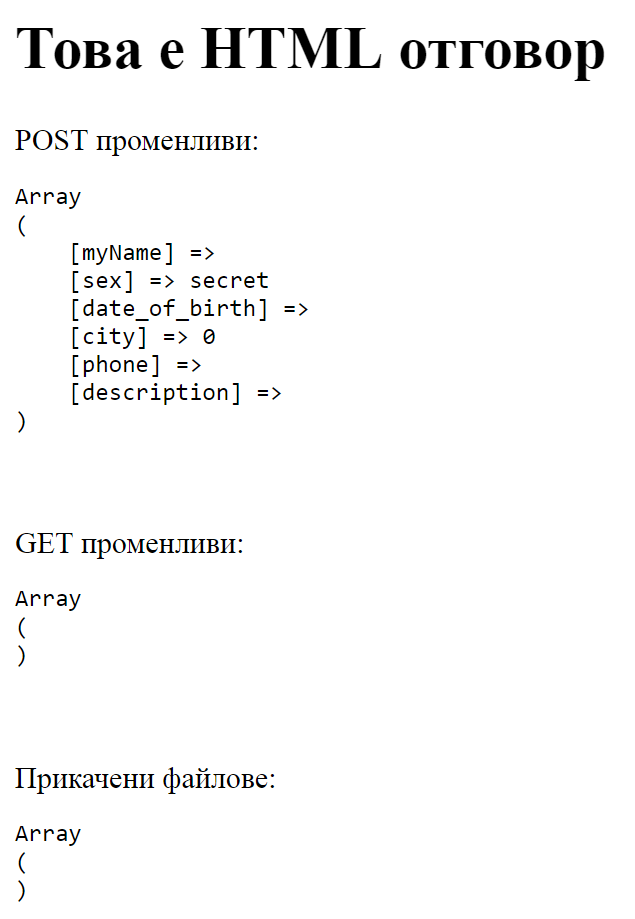 Това е HTML отговор
POST променливи:
Array
(
    [myName] =>
    [sex] => secret
    [date_of_birth] =>
    [city] => 0
    [phone] =>
    [description] =>
)
GET променливи:
Array
(
)
Прикачени файлове:
Array
(
)